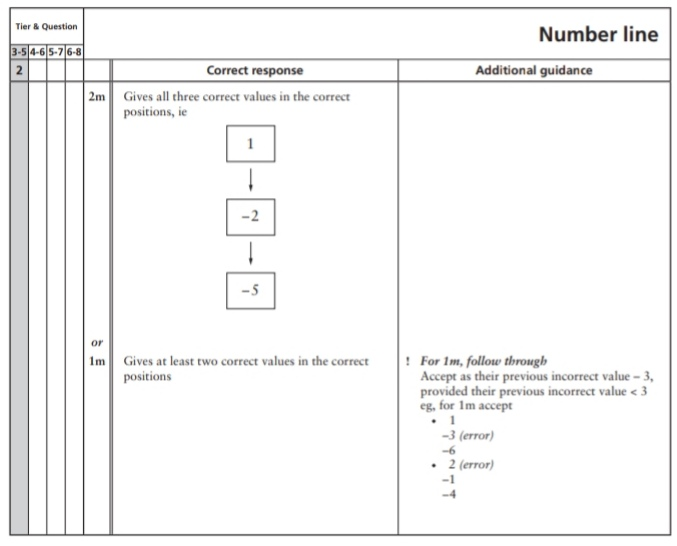 Tier & Question
Number line
3-5 4-6 5-7 6-8
2
Correct response
Additional guidance
2m
Gives all three correct values in the correct
positions, ie
1
−2
−5
or
1m
Gives at least two correct values in the correct
positions
! For 1m, follow through
Accept as their previous incorrect value − 3,
provided their previous incorrect value < 3
eg, for 1m accept
• 1
−3 (error)
−6
• 2 (error)
−1
−4